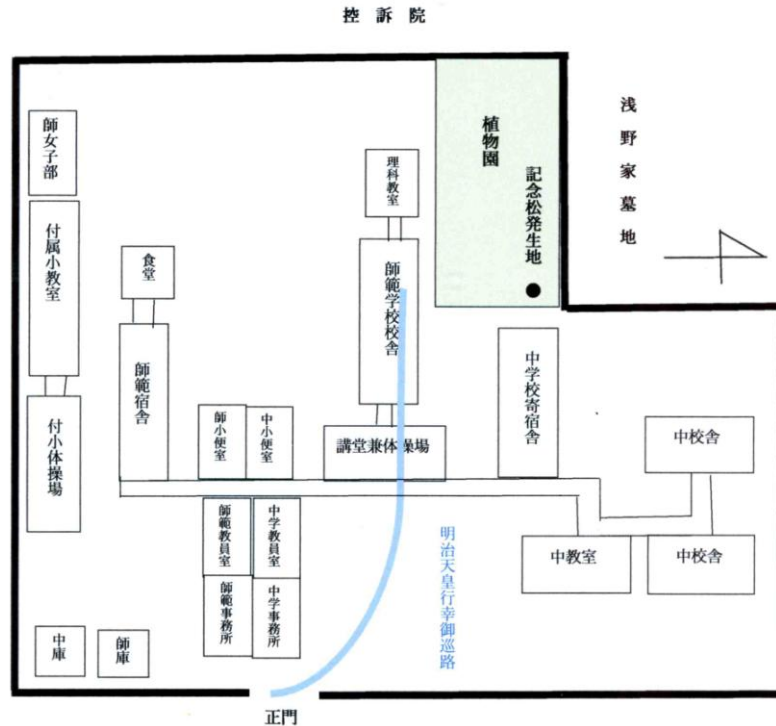 控訴院
浅野家墓地
植物園
記念松発生地
理科教室
師範学校校舎
講堂兼体操場
中学校寄宿舎
中校舎
中教室
中校舎
師女子部
付属小教室
付小体操場
食堂
師範宿舎
師小便室
中小便室
師範教員室
中学教員室
師範事務所
中学事務所
中庫
師庫
明治天皇行幸御巡路
正門